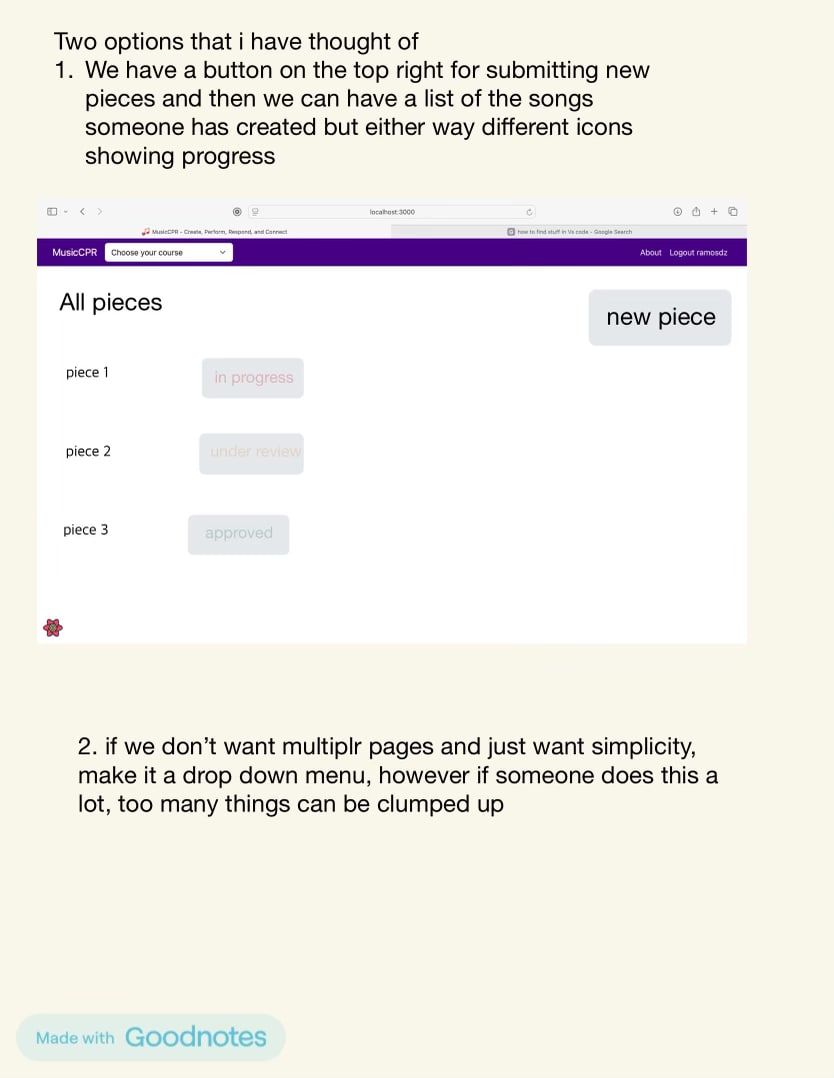 Two options that i have thought of
1. We have a button on the top right for submitting new
pieces and then we can have a list of the songs
someone has created but either way different icons
showing progress
localhost:3000
MusicCPR - Create, Perform, Respond, and Connect
how to find stuff in Vs code - Google Search
MusicCPR
Choose your course
About
Logout ramosdz
All pieces
new piece
piece 1
in progress
piece 2
under review
piece 3
approved
2. if we don’t want multiplr pages and just want simplicity,
make it a drop down menu, however if someone does this a
lot, too many things can be clumped up
Made with Goodnotes